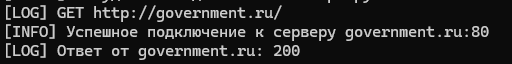 [LOG] GET http://government.ru/
[INFO] Успешное подключение к серверу government.ru:80
[LOG] Ответ от government.ru: 200